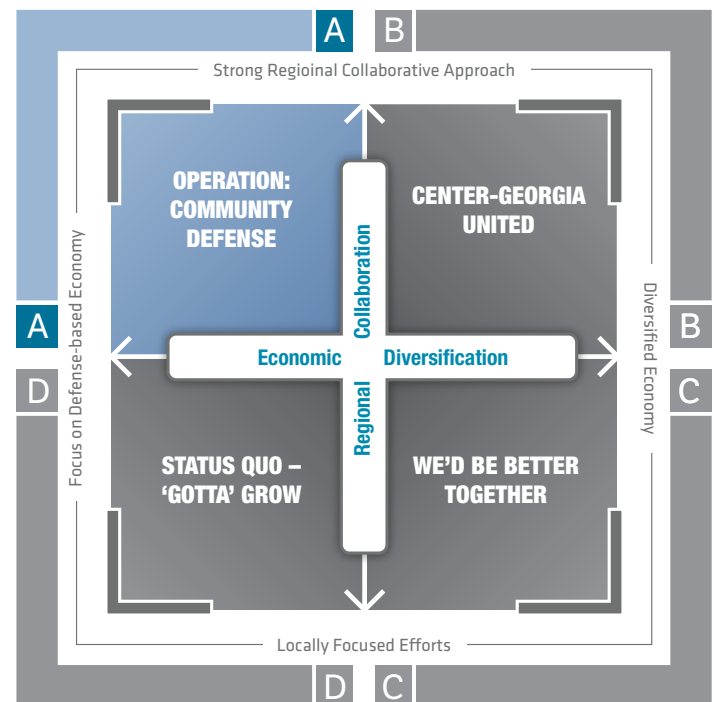 A B
Strong Regioinal Collaborative Approach
OPERATION:
COMMUNITY
DEFENSE
CENTER-GEORGIA
UNITED
Focus on Defense-based Economy
Diversified Economy
A
B
Regional Collaboration
Economic Diversification
D
C
STATUS QUO –
‘GOTTA’ GROW
WE’D BE BETTER
TOGETHER
Locally Focused Efforts
D C